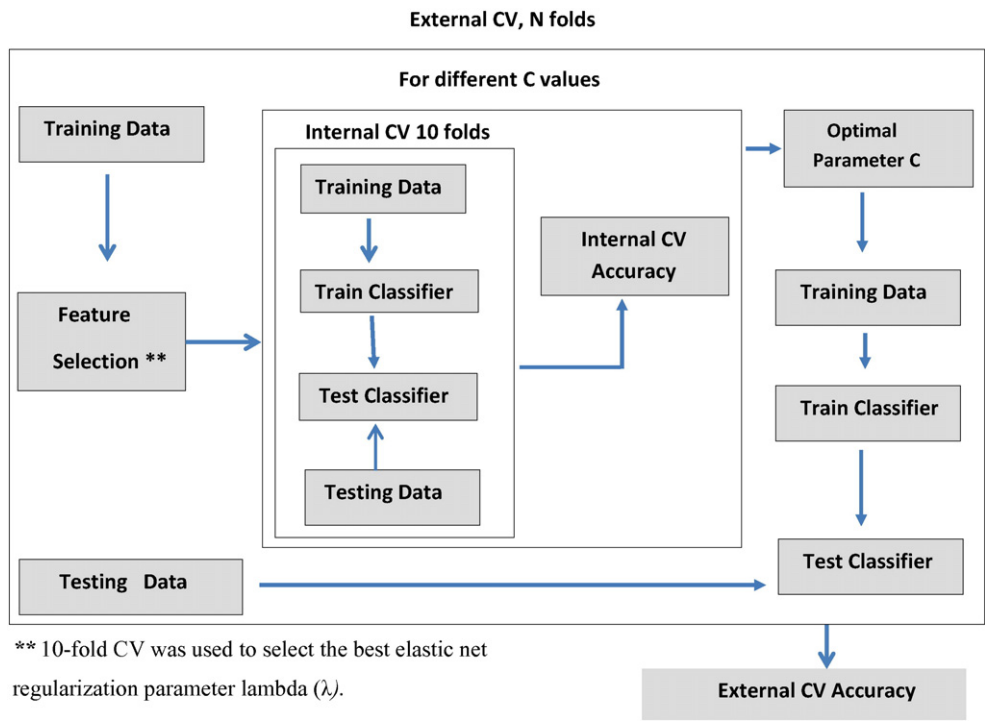 External CV, N folds
For different C values
Training Data
Feature
Selection **
Internal CV 10 folds
Training Data
Train Classifier
Test Classifier
Testing Data
Internal CV
Accuracy
Optimal
Parameter C
Training Data
Train Classifier
Test Classifier
Testing Data
** 10-fold CV was used to select the best elastic net
regularization parameter lambda (λ).
External CV Accuracy